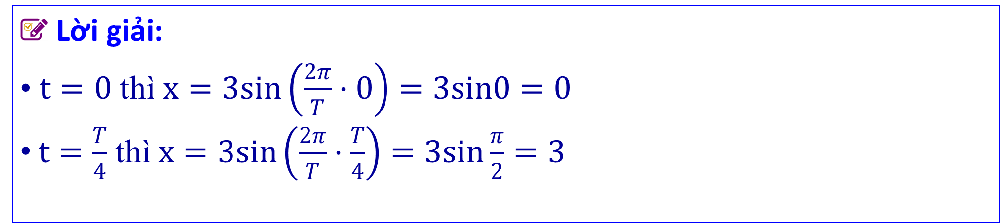 Lời giải:
• t = 0 thì x = 3sin(2π/T · 0) = 3sin0 = 0
• t = T/4 thì x = 3sin(2π/T · T/4) = 3sin π/2 = 3